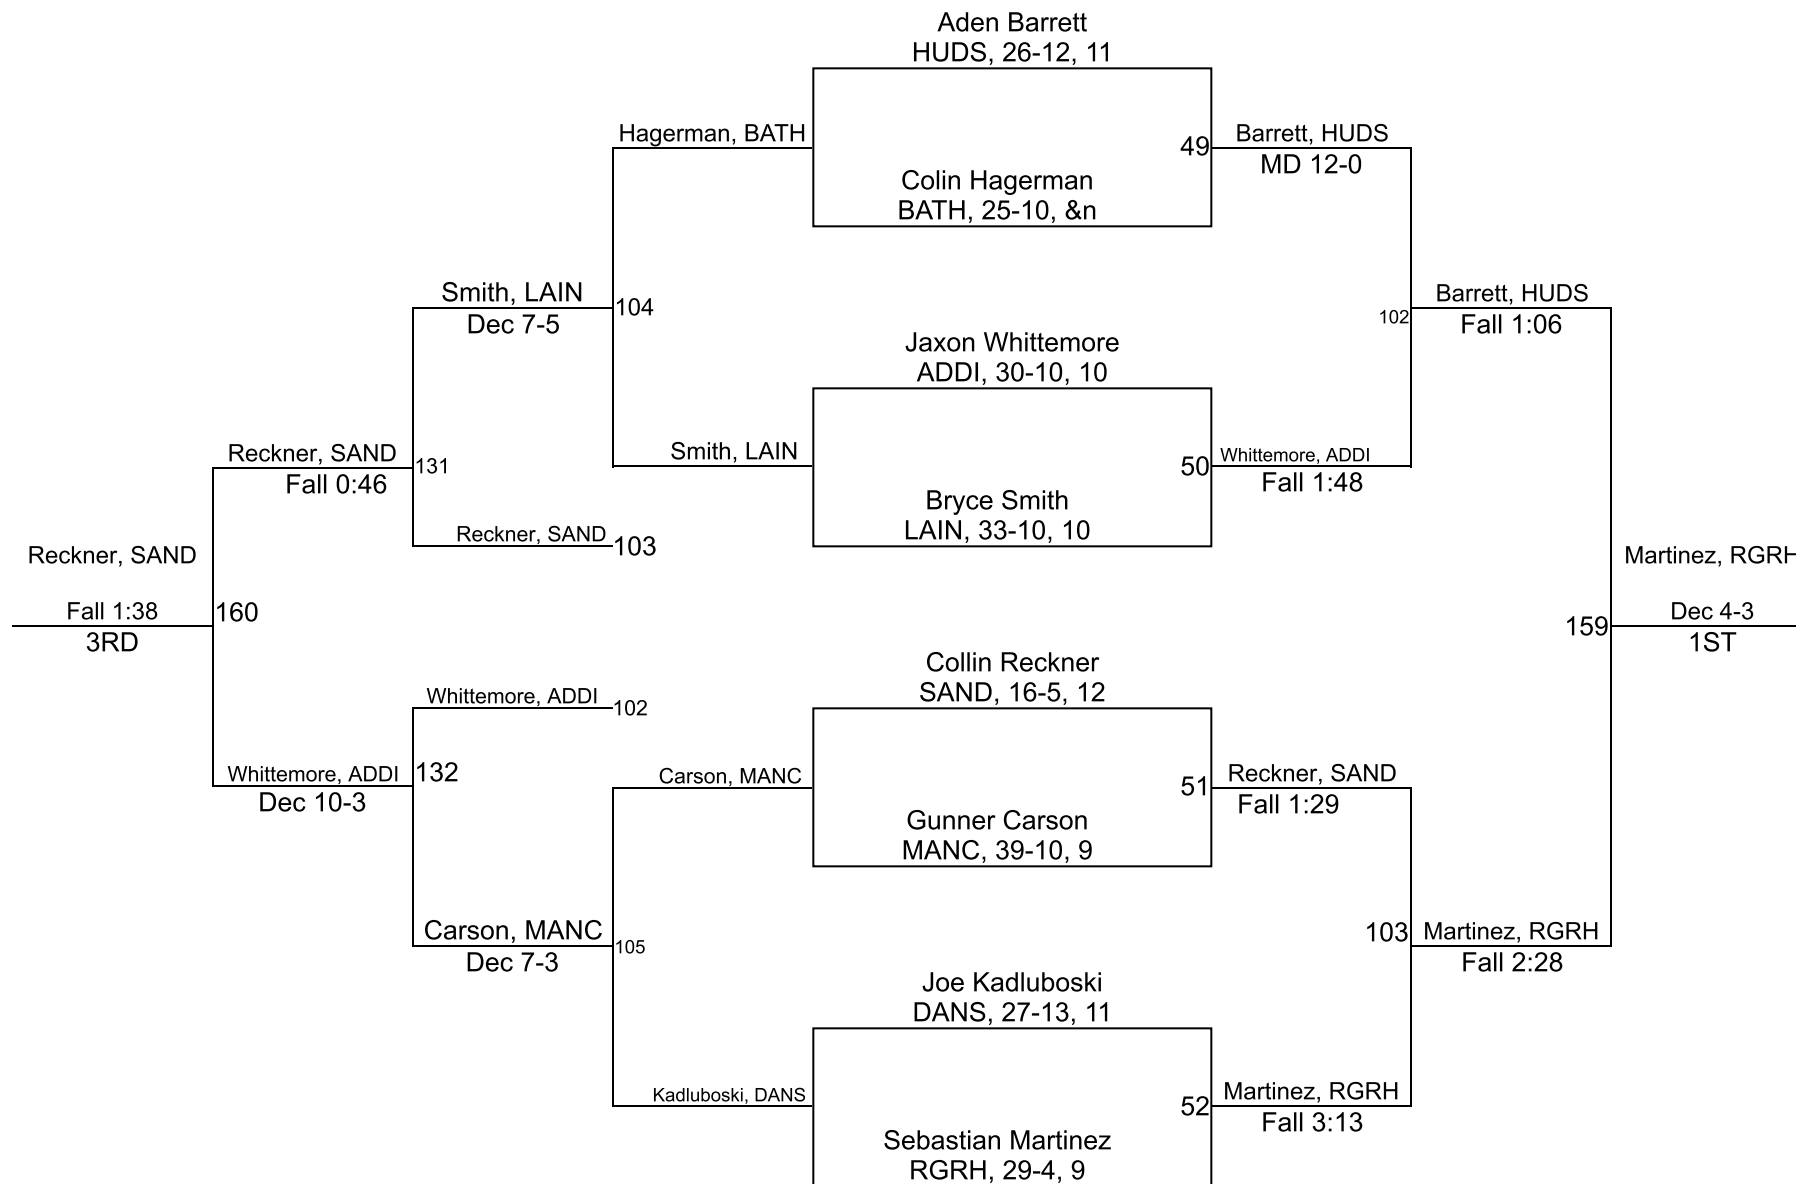 Aden Barrett
HUDS, 26-12, 11
Hagerman, BATH
49
Barrett, HUDS
MD 12-0
Colin Hagerman
BATH, 25-10, &n
Smith, LAIN
Dec 7-5
104
102
Barrett, HUDS
Fall 1:06
Jaxon Whittemore
ADDI, 30-10, 10
Smith, LAIN
50
Whittemore, ADDI
Fall 1:48
Reckner, SAND
Fall 0:46
131
Bryce Smith
LAIN, 33-10, 10
Reckner, SAND
103
Reckner, SAND
Fall 1:38
3RD
160
Martinez, RGRH
159
Dec 4-3
1ST
Collin Reckner
SAND, 16-5, 12
Whittemore, ADDI
102
Whittemore, ADDI
Dec 10-3
132
Carson, MANC
51
Reckner, SAND
Fall 1:29
Gunner Carson
MANC, 39-10, 9
Carson, MANC
Dec 7-3
105
103
Martinez, RGRH
Fall 2:28
Joe Kadluboski
DANS, 27-13, 11
Kadluboski, DANS
52
Martinez, RGRH
Fall 3:13
Sebastian Martinez
RGRH, 29-4, 9